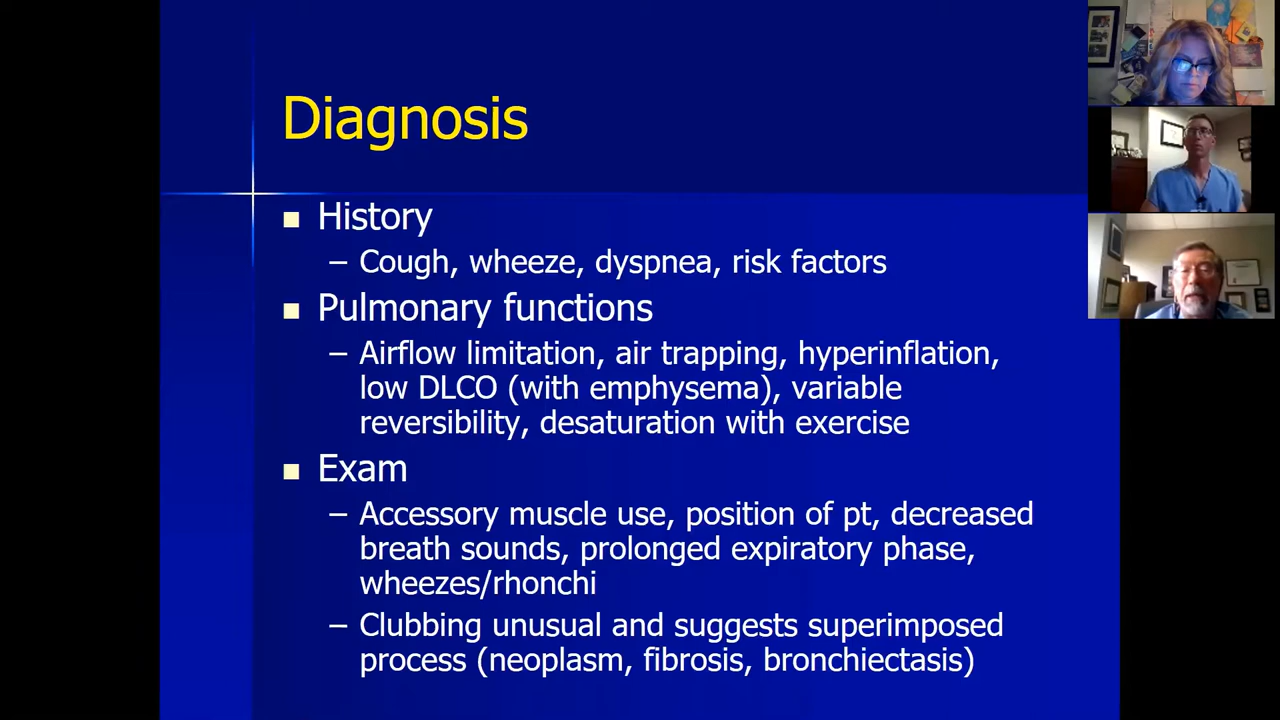 Diagnosis
■ History
– Cough, wheeze, dyspnea, risk factors
■ Pulmonary functions
– Airflow limitation, air trapping, hyperinflation,
low DLCO (with emphysema), variable
reversibility, desaturation with exercise
■ Exam
– Accessory muscle use, position of pt, decreased
breath sounds, prolonged expiratory phase,
wheezes/rhonchi
– Clubbing unusual and suggests superimposed
process (neoplasm, fibrosis, bronchiectasis)